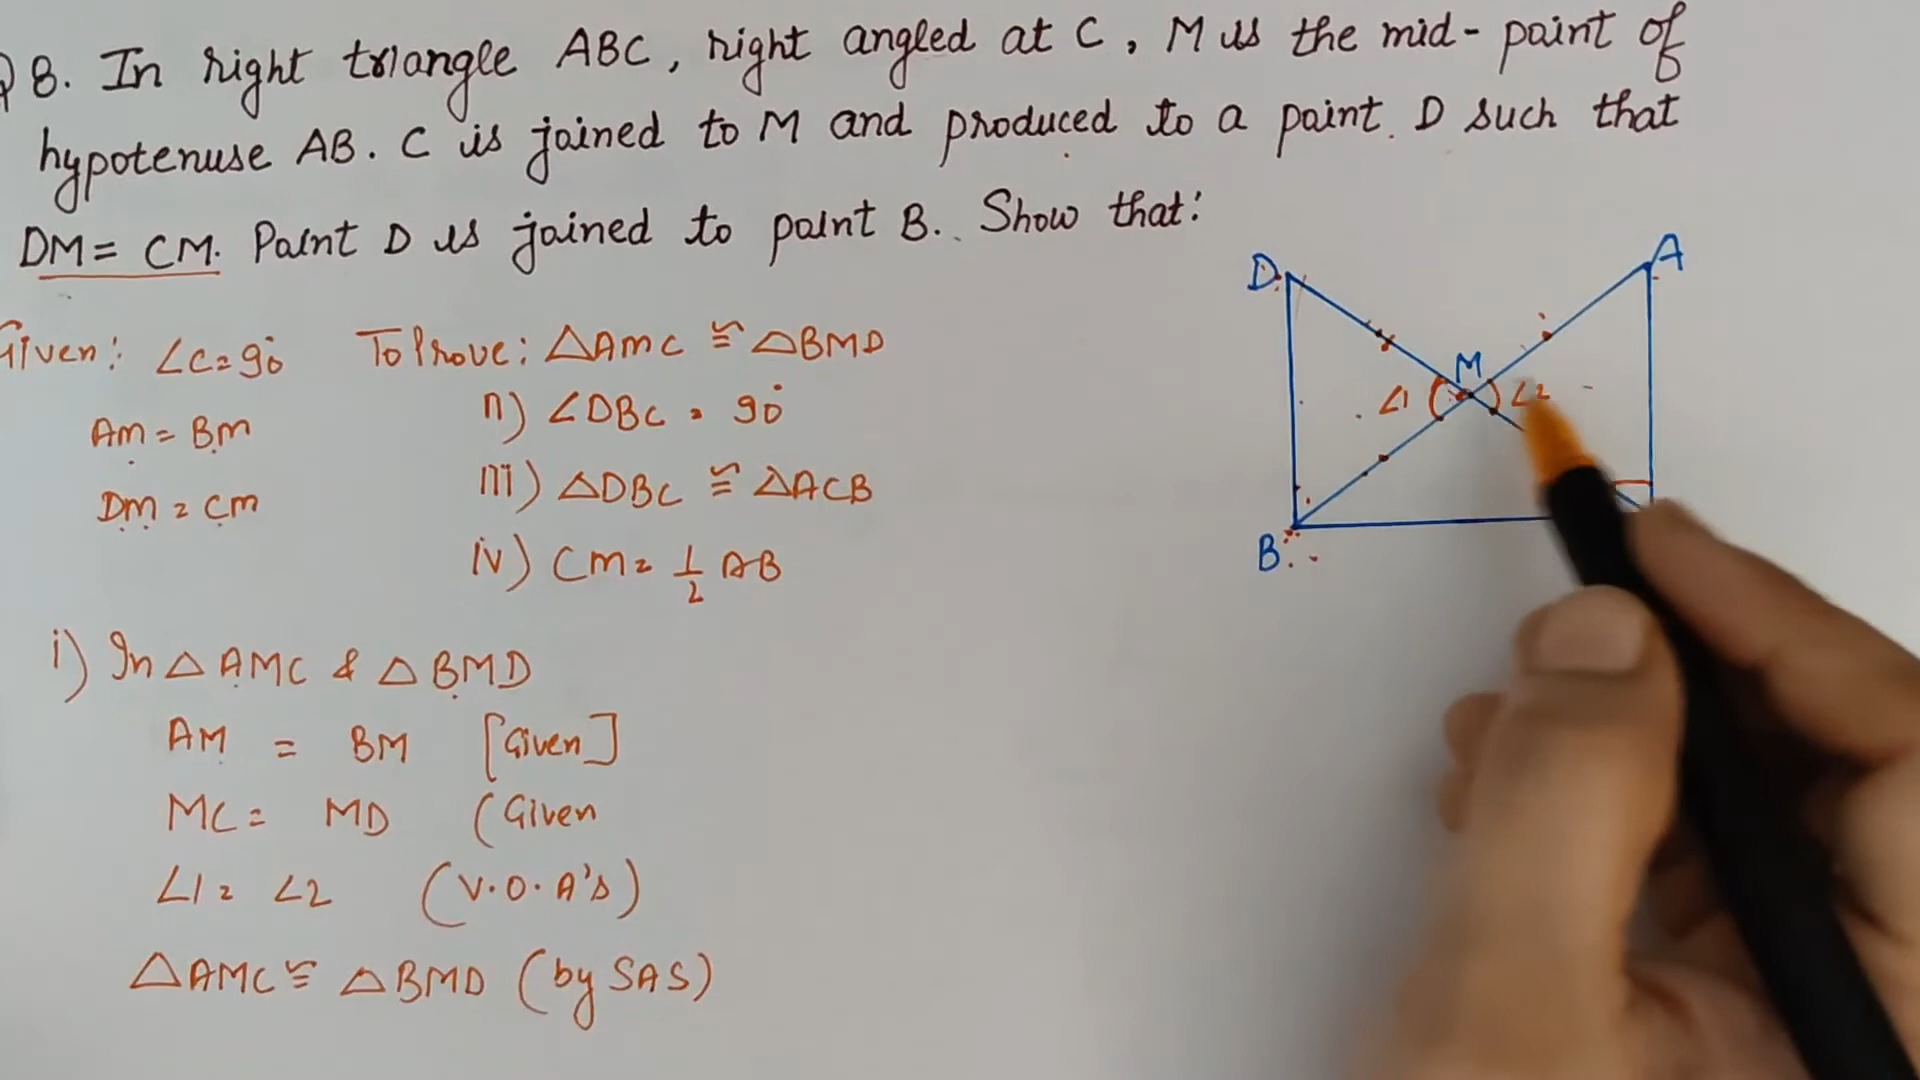 Q 8. In right triangle ABC, right angled at C, M is the mid-point of
hypotenuse AB. C is joined to M and produced to a point D such that
DM = CM. Point D is joined to point B. Show that:
Given: ∠C = 90° To Prove: △AMC ≅ △BMD
AM = BM II) ∠DBC = 90°
DM = CM III) △DBC ≅ △ACB
IV) CM = 1/2 AB
D A
M
∠1 ∠2
B
i) In △AMC & △BMD
AM = BM [Given]
MC = MD (Given
∠1 = ∠2 (V.O.A's)
△AMC ≅ △BMD (by SAS)